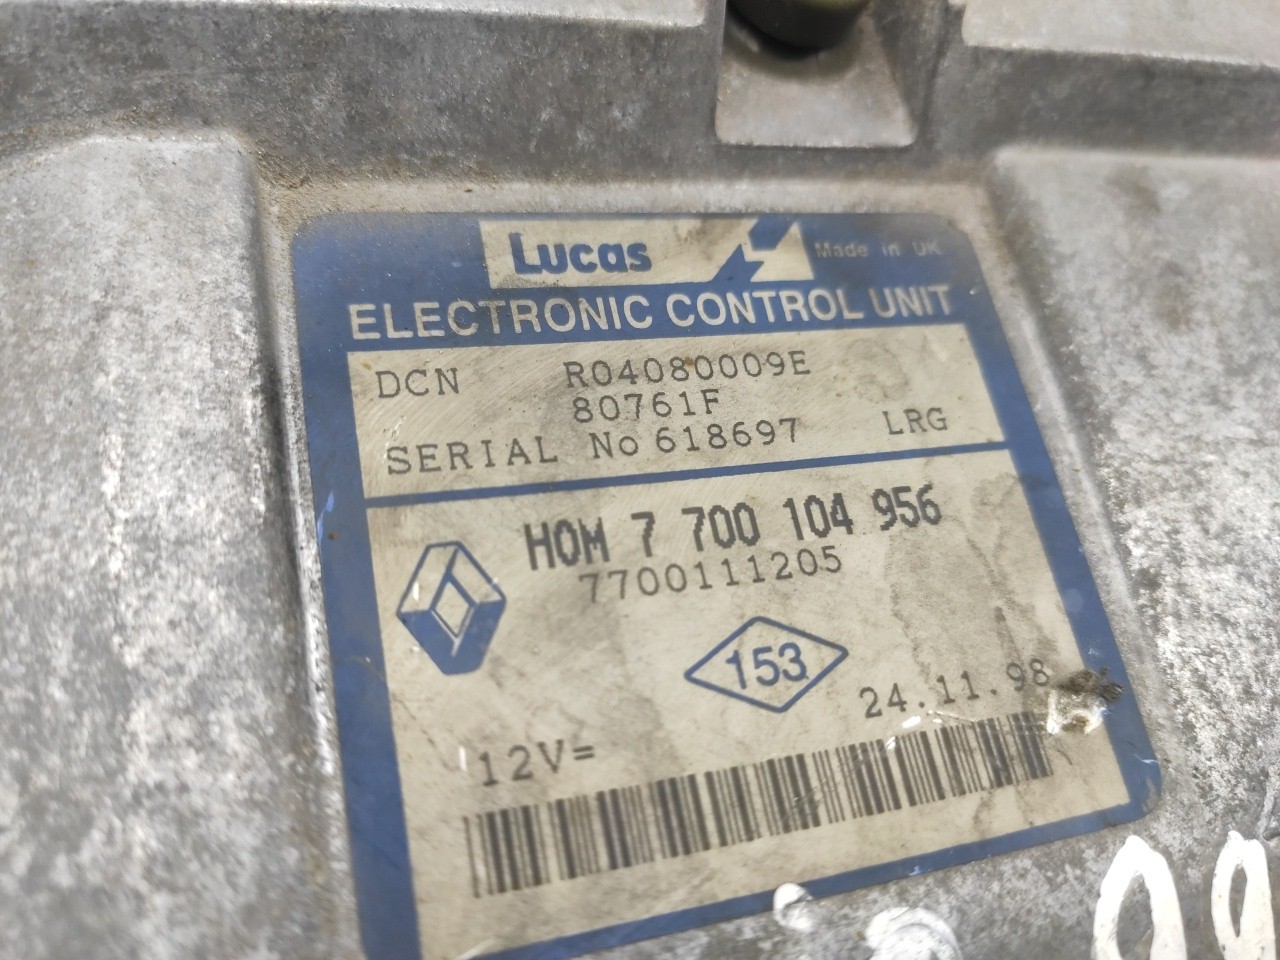 Lucas Made in UK
ELECTRONIC CONTROL UNIT
DCN R04080009E
80761F
SERIAL No 618697 LRG
HOM 7 700 104 956
7700111205
153
24.11.98
12V=